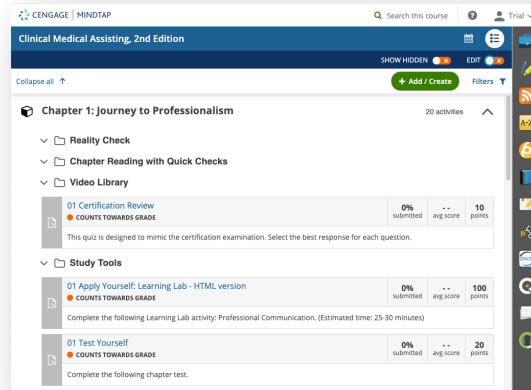 CENGAGE | MINDTAP
Search this course
Trial
Clinical Medical Assisting, 2nd Edition
SHOW HIDDEN
EDIT
Collapse all ↑
+ Add / Create
Filters
Chapter 1: Journey to Professionalism
20 activities
Reality Check
Chapter Reading with Quick Checks
Video Library
01 Certification Review
COUNTS TOWARDS GRADE
0% submitted
-- avg score
10 points
This quiz is designed to mimic the certification examination. Select the best response for each question.
Study Tools
01 Apply Yourself: Learning Lab - HTML version
COUNTS TOWARDS GRADE
0% submitted
-- avg score
100 points
Complete the following Learning Lab activity: Professional Communication. (Estimated time: 25-30 minutes)
01 Test Yourself
COUNTS TOWARDS GRADE
0% submitted
-- avg score
20 points
Complete the following chapter test.